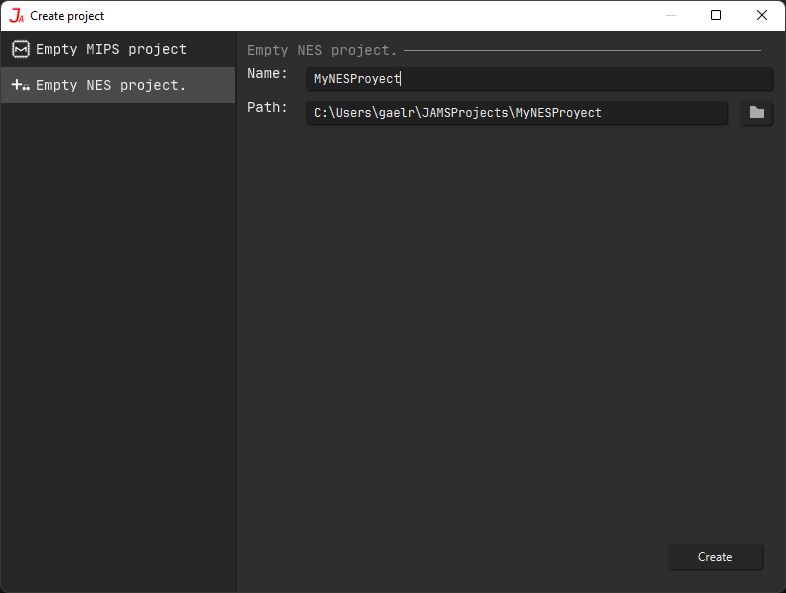 JA Create project
Empty MIPS project
Empty NES project.
Empty NES project.
Name: MyNESProyect
Path: C:\Users\gaelr\JAMSProjects\MyNESProyect
Create